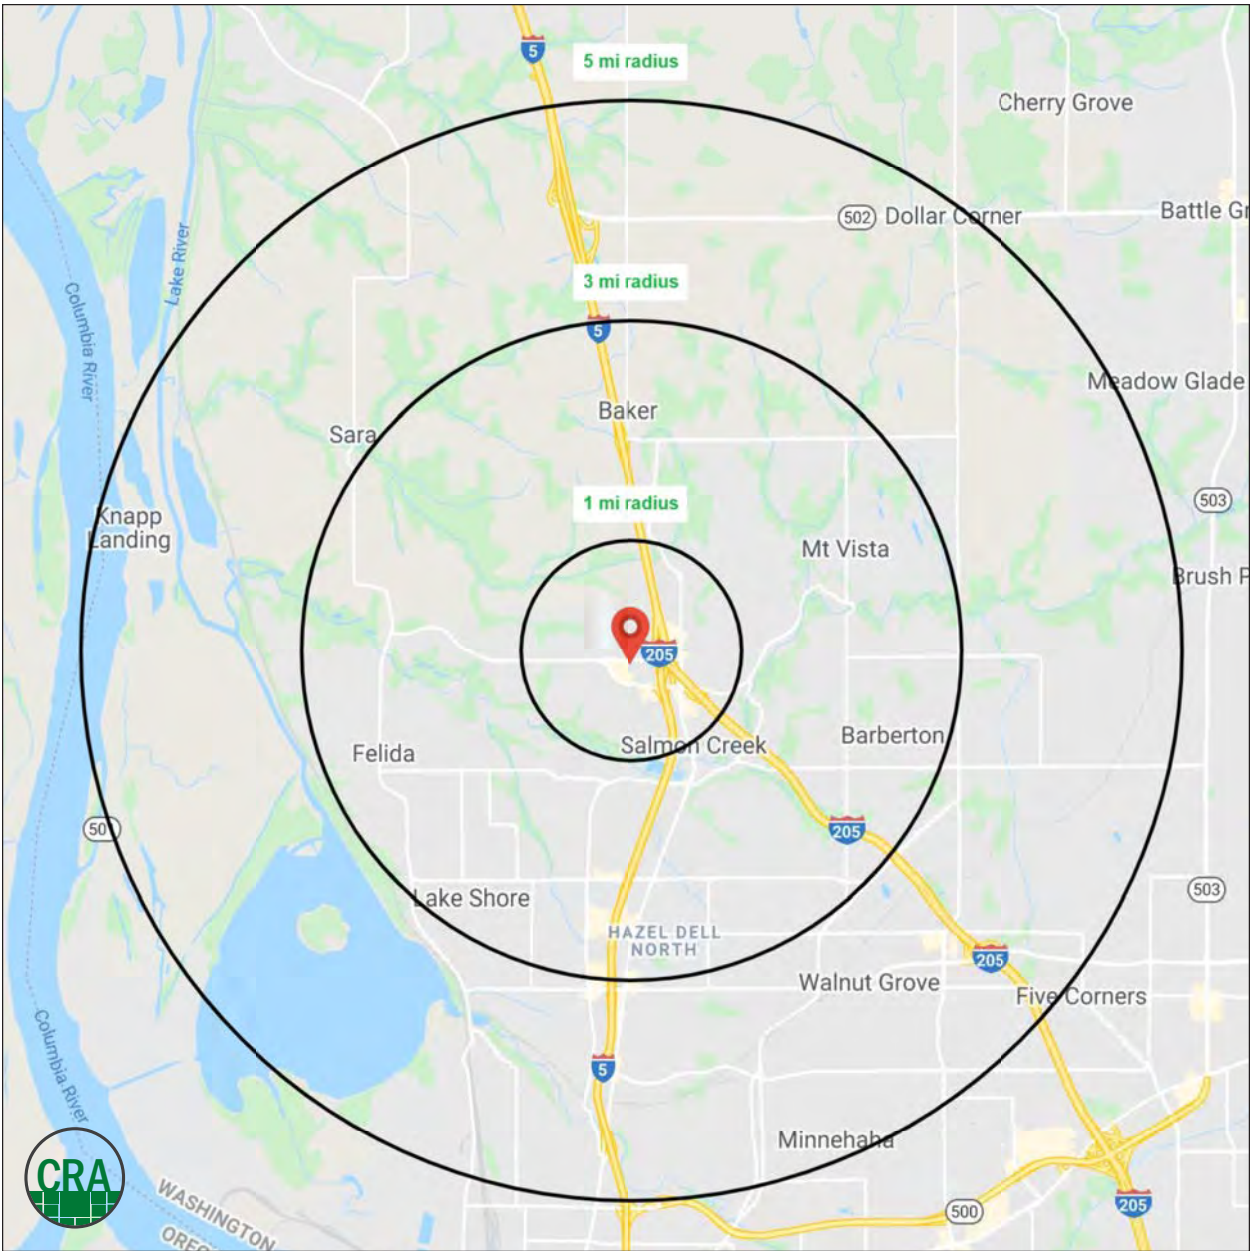 5
5 mi radius
Cherry Grove
502
Dollar Corner
Battle Gr
Lake River
Columbia River
3 mi radius
5
Meadow Glade
Baker
Sara
1 mi radius
503
Knapp
Landing
Mt Vista
Brush P
205
Salmon Creek
Barberton
Felida
50
205
Lake Shore
503
HAZEL DELL
NORTH
205
Walnut Grove
Five Corners
Columbia River
5
Minnehaha
CRA
WASHINGTON
OREG
500
205